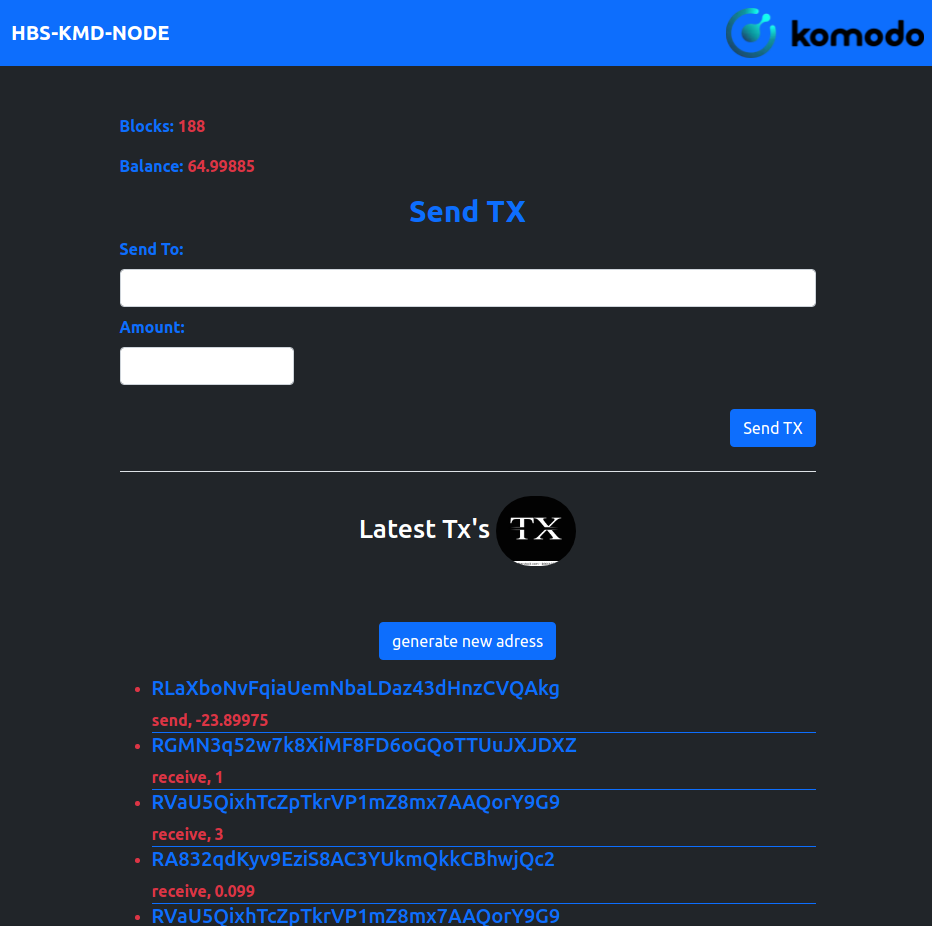 HBS-KMD-NODE
komodo
Blocks: 188
Balance: 64.99885
Send TX
Send To:
Amount:
Send TX
Latest Tx's
TX
generate new adress
RLaXboNvFqiaUemNbaLDaz43dHnzCVQAkg
send, -23.89975
RGMN3q52w7k8XiMF8FD6oGQoTTUuJXJDXZ
receive, 1
RVaU5QixhTcZpTkrVP1mZ8mx7AAQorY9G9
receive, 3
RA832qdKyv9EziS8AC3YUkmQkkCBhwjQc2
receive, 0.099
RVaU5QixhTcZpTkrVP1mZ8mx7AAQorY9G9